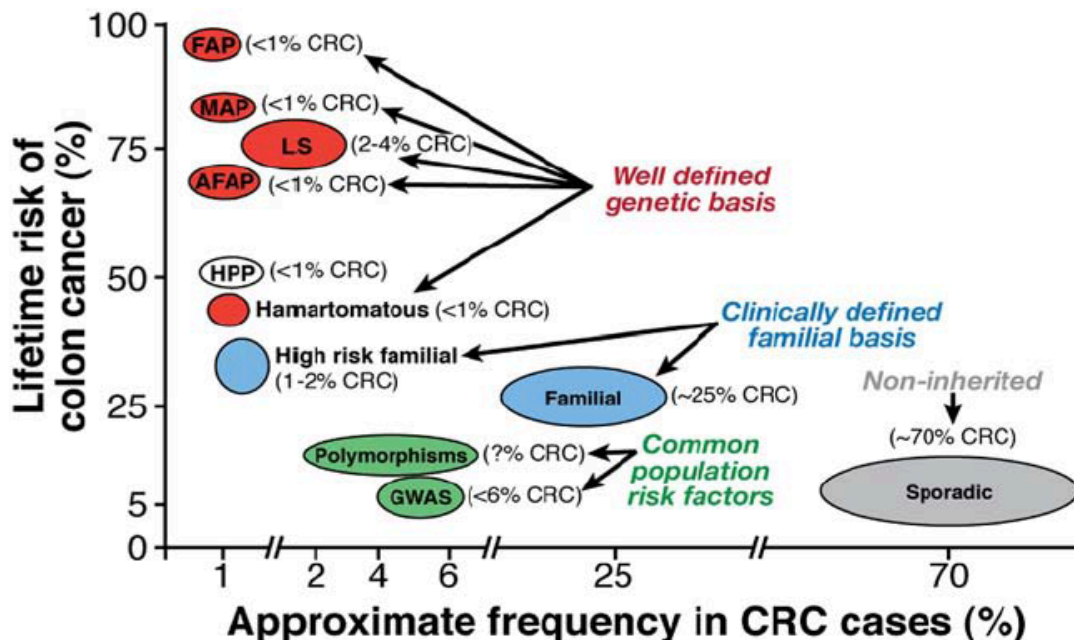 Lifetime risk of
colon cancer (%)
100
75
50
25
5
0
FAP (<1% CRC)
MAP (<1% CRC)
LS (2-4% CRC)
AFAP (<1% CRC)
Well defined
genetic basis
HPP (<1% CRC)
Hamartomatous (<1% CRC)
High risk familial
(1-2% CRC)
Clinically defined
familial basis
Familial (~25% CRC)
Non-inherited
(~70% CRC)
Sporadic
Polymorphisms (?% CRC)
GWAS (<6% CRC)
Common
population
risk factors
1 2 4 6 25 70
Approximate frequency in CRC cases (%)